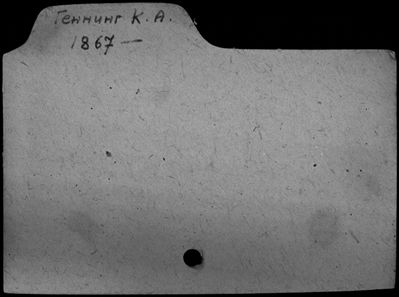 Геннинг К. А.
1867 —